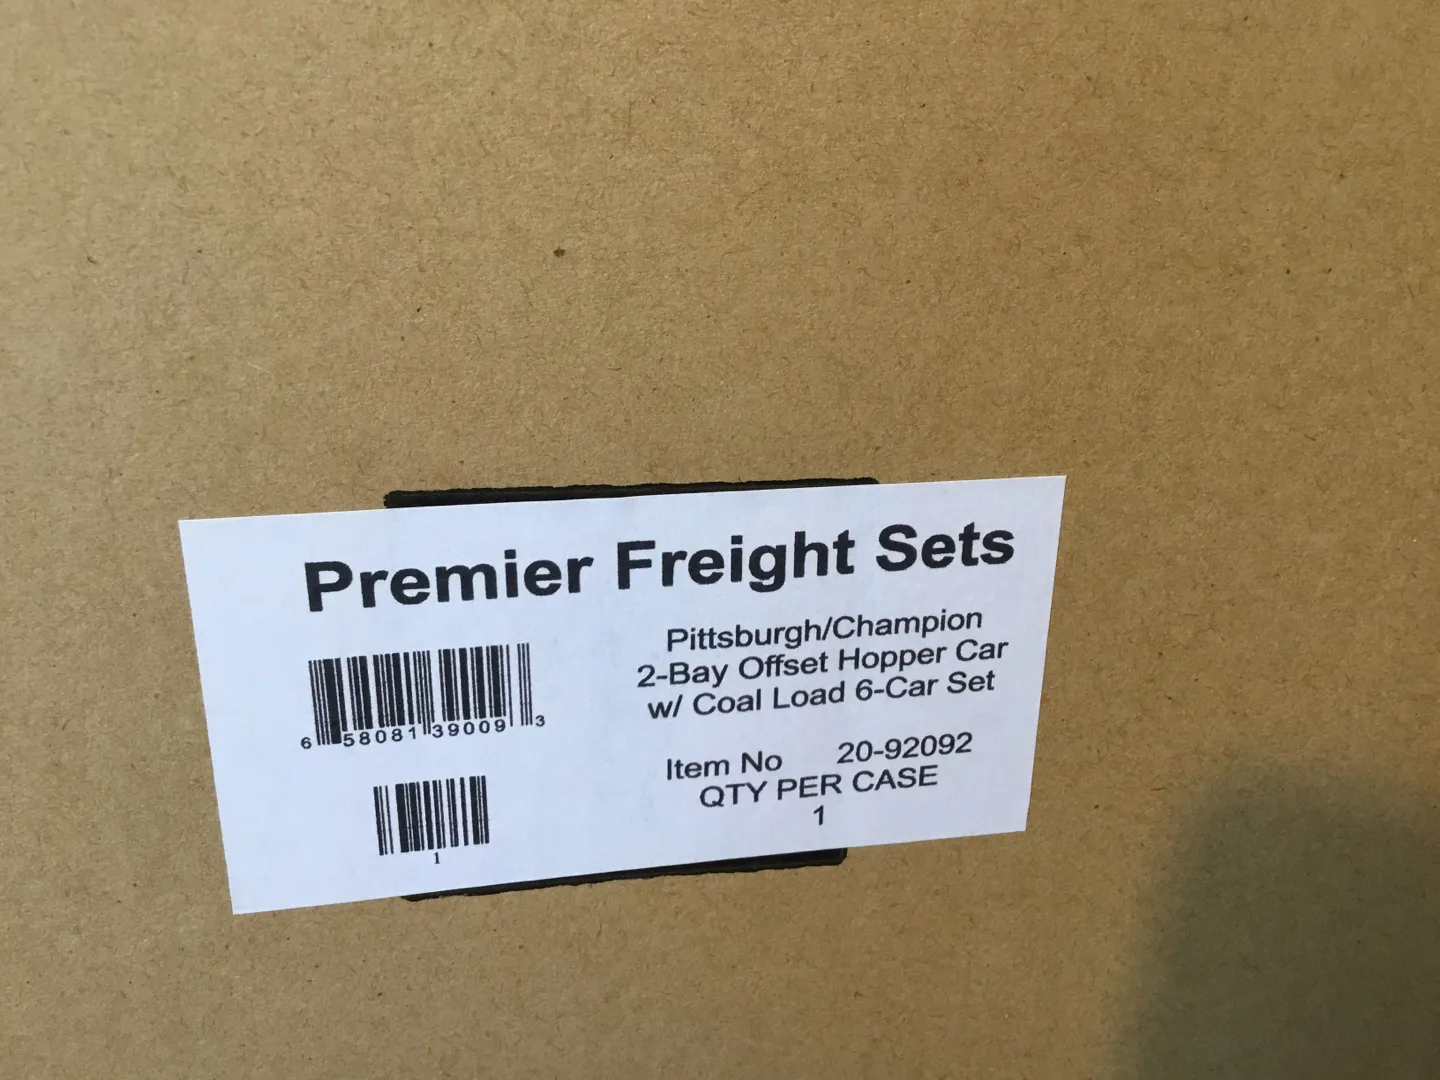 Premier Freight Sets
Pittsburgh/Champion
2-Bay Offset Hopper Car
w/ Coal Load 6-Car Set
6 58081 39009 3
Item No 20-92092
QTY PER CASE
1
1